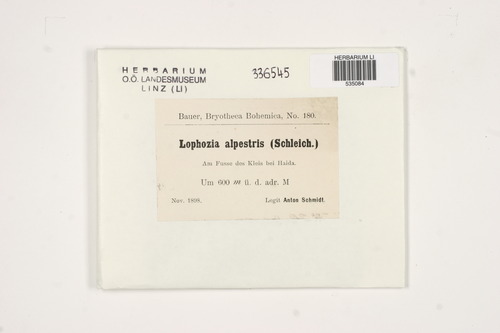 HERBARIUM
O.Ö. LANDESMUSEUM
LINZ (LI)
336545
HERBARIUM LI
535084
Bauer, Bryotheca Bohemica, No. 180.
Lophozia alpestris (Schleich.)
Am Fusse des Kleis bei Haida.
Um 600 m ü. d. adr. M
Nov. 1898.
Legit Anton Schmidt.